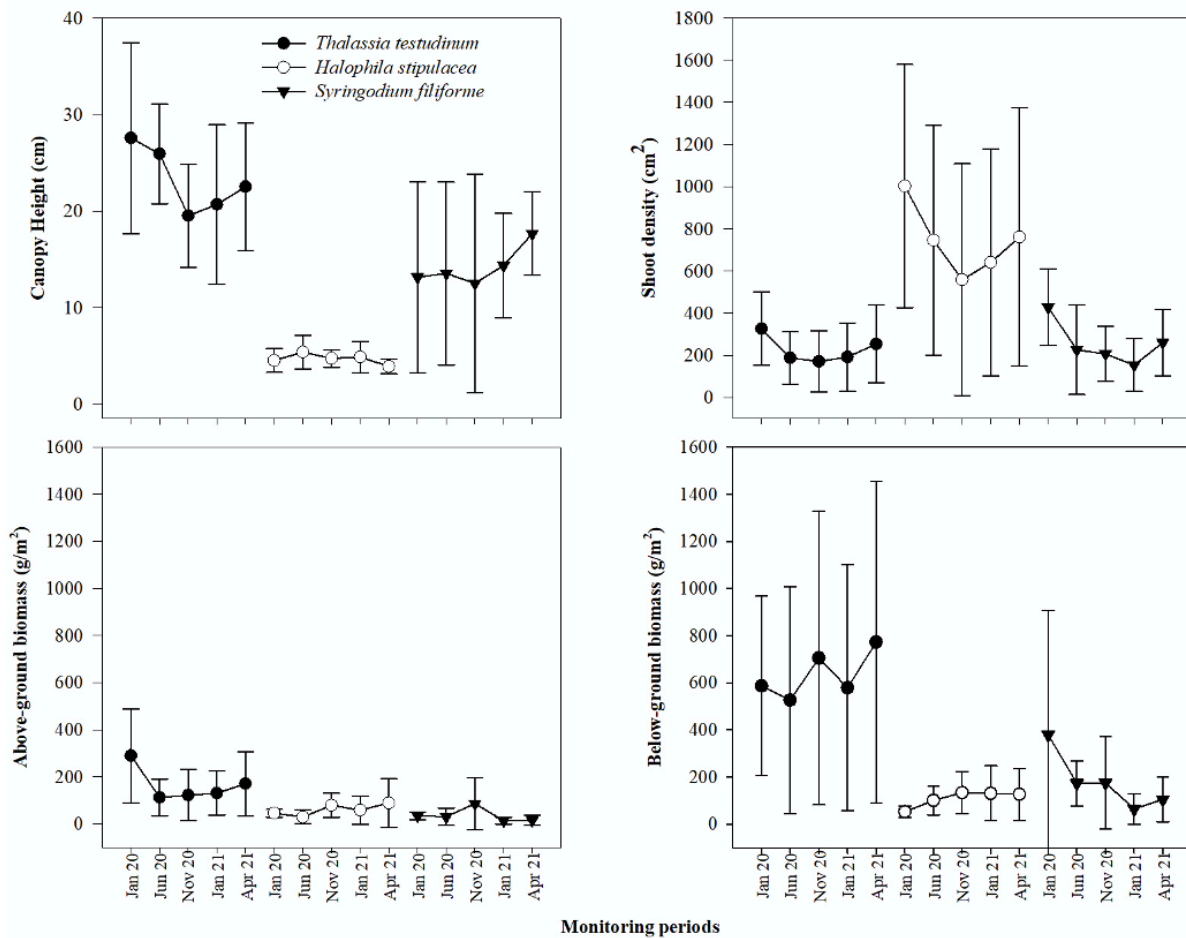 40
30
20
10
0
Canopy Height (cm)
Thalassia testudinum
Halophila stipulacea
Syringodium filiforme
1800
1600
1400
1200
1000
800
600
400
200
0
Shoot density (cm²)
1600
1400
1200
1000
800
600
400
200
0
Above-ground biomass (g/m²)
Jan 20
Jun 20
Nov 20
Jan 21
Apr 21
Jan 20
Jun 20
Nov 20
Jan 21
Apr 21
Jan 20
Jun 20
Nov 20
Jan 21
Apr 21
1600
1400
1200
1000
800
600
400
200
0
Below-ground biomass (g/m²)
Jan 20
Jun 20
Nov 20
Jan 21
Apr 21
Jan 20
Jun 20
Nov 20
Jan 21
Apr 21
Jan 20
Jun 20
Nov 20
Jan 21
Apr 21
Monitoring periods